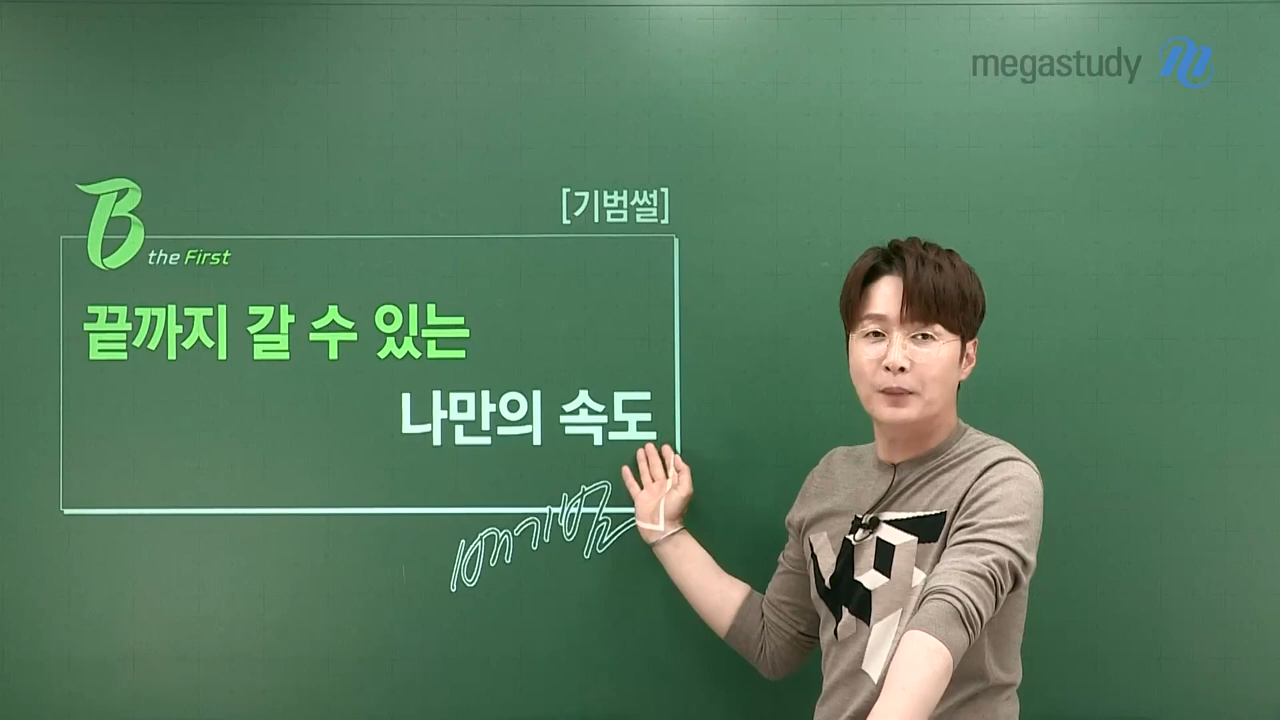 megastudy
[기범썰]
B
the First
끝까지 갈 수 있는
나만의 속도